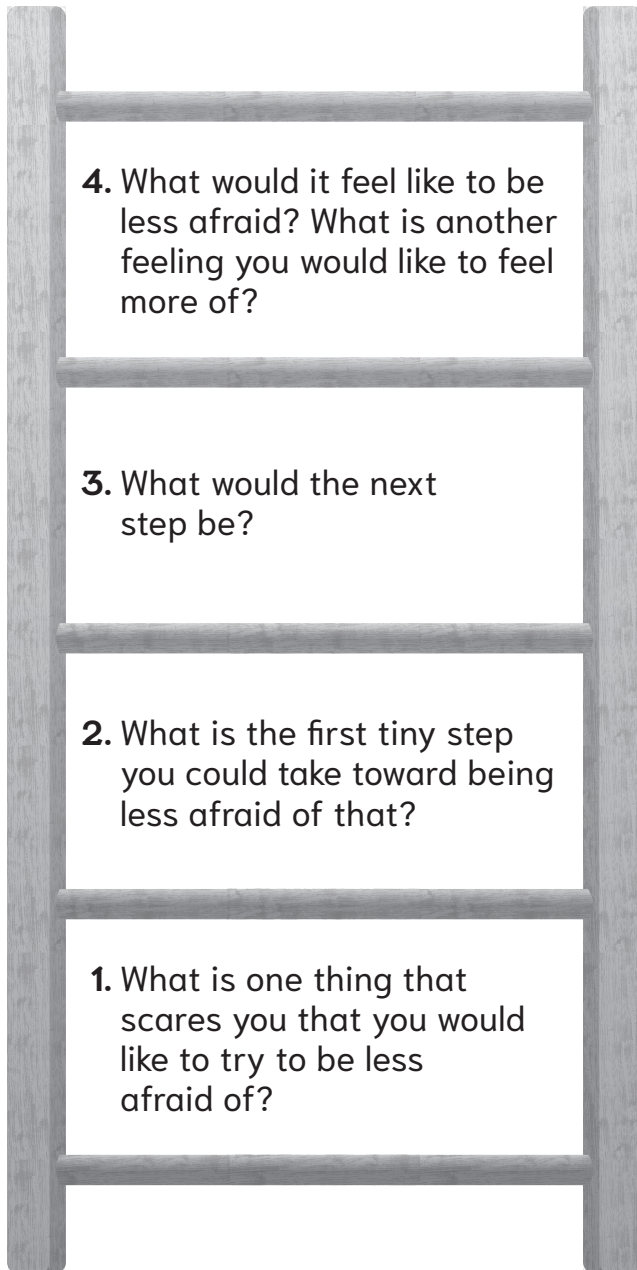 4. What would it feel like to be
less afraid? What is another
feeling you would like to feel
more of?
3. What would the next
step be?
2. What is the first tiny step
you could take toward being
less afraid of that?
1. What is one thing that
scares you that you would
like to try to be less
afraid of?